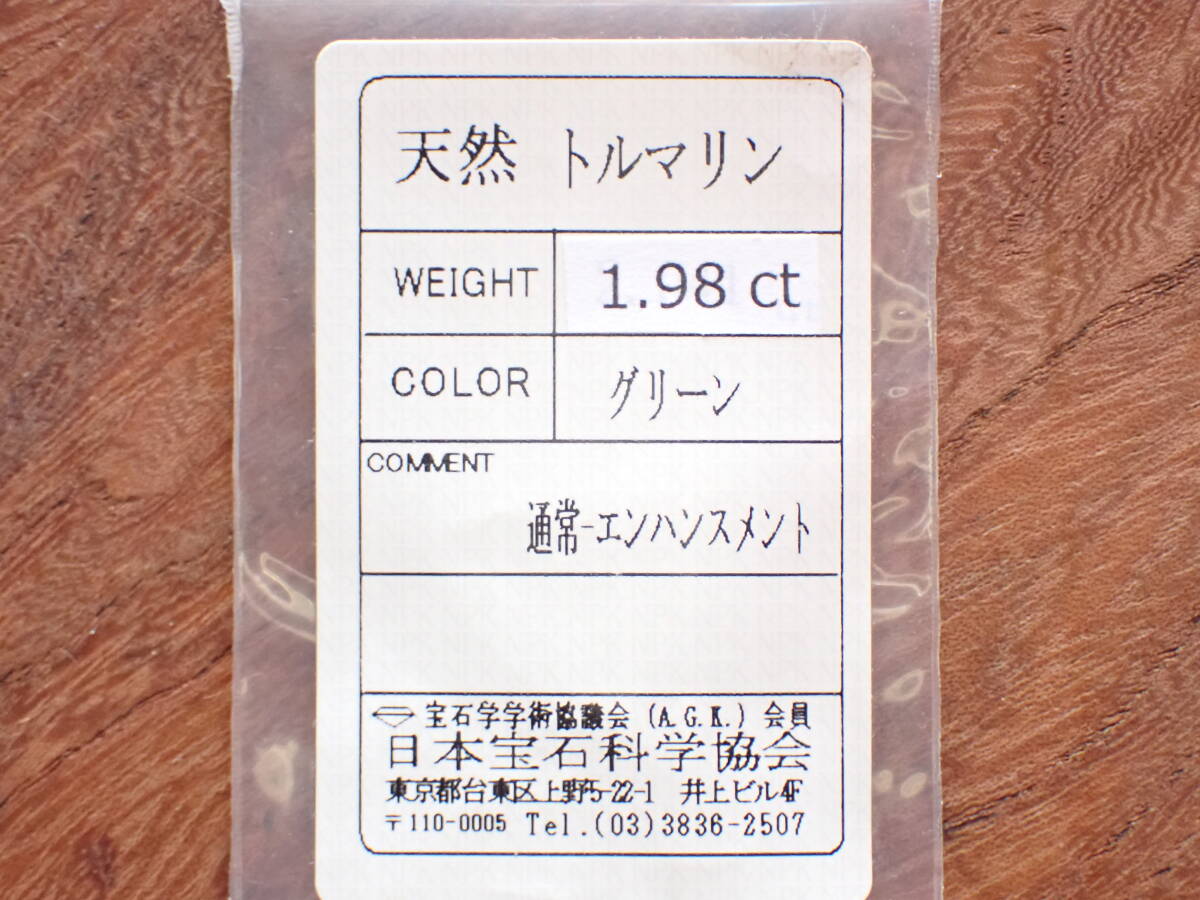 天然 トルマリン
WEIGHT 1.98 ct
COLOR グリーン
COMMENT
通常-エンハンスメント
宝石学学術協議会 (A.G.K.) 会員
日本宝石科学協会
東京都台東区上野5-22-1 井上ビル4F
〒110-0005 Tel.(03)3836-2507